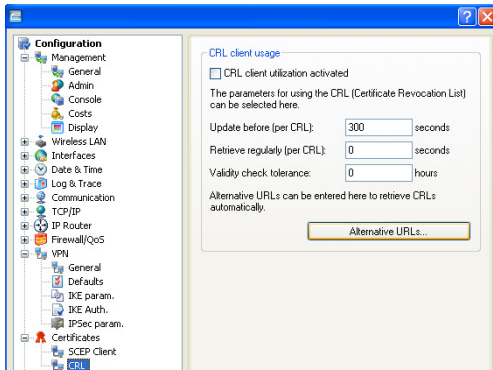 Configuration
Management
General
Admin
Console
Costs
Display
Wireless LAN
Interfaces
Date & Time
Log & Trace
Communication
TCP/IP
IP Router
Firewall/QoS
VPN
General
Defaults
IKE param.
IKE Auth.
IPSec param.
Certificates
SCEP Client
CRL
CRL client usage
CRL client utilization activated
The parameters for using the CRL (Certificate Revocation List)
can be selected here.
Update before (per CRL): 300 seconds
Retrieve regularly (per CRL): 0 seconds
Validity check tolerance: 0 hours
Alternative URLs can be entered here to retrieve CRLs
automatically.
Alternative URLs...